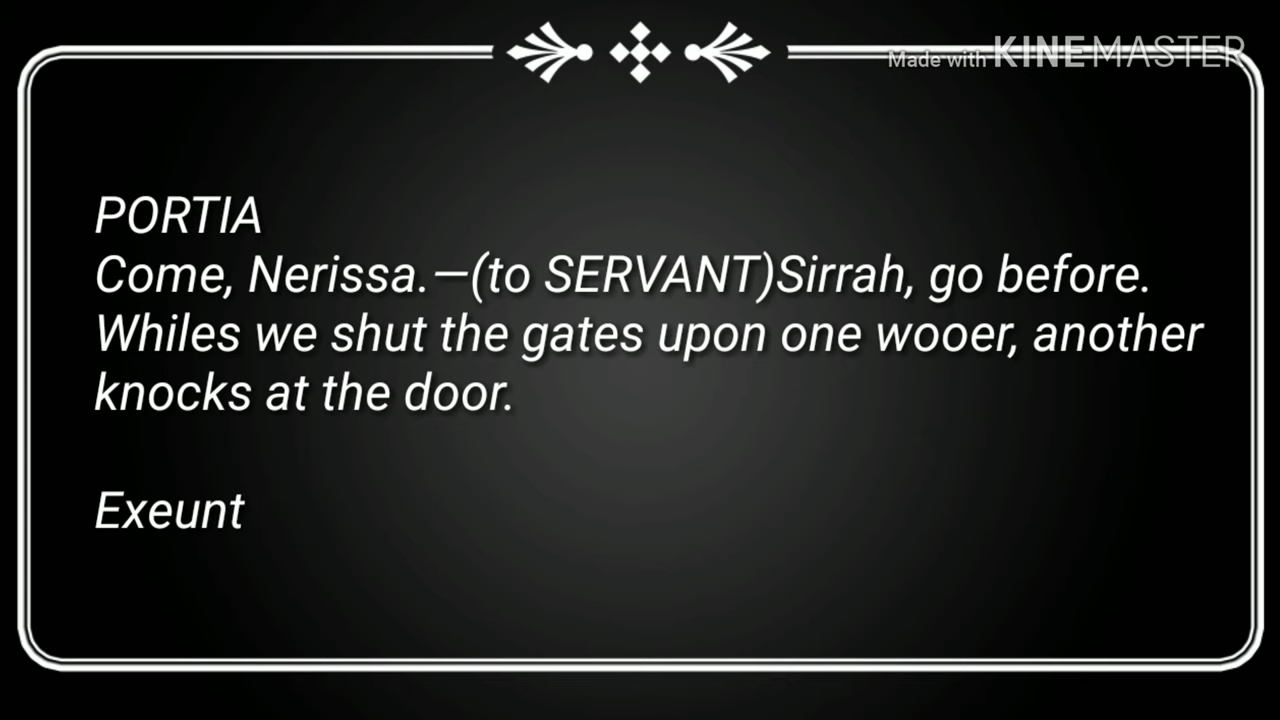 Made with KINEMASTER
PORTIA
Come, Nerissa.—(to SERVANT)Sirrah, go before.
Whiles we shut the gates upon one wooer, another
knocks at the door.
Exeunt